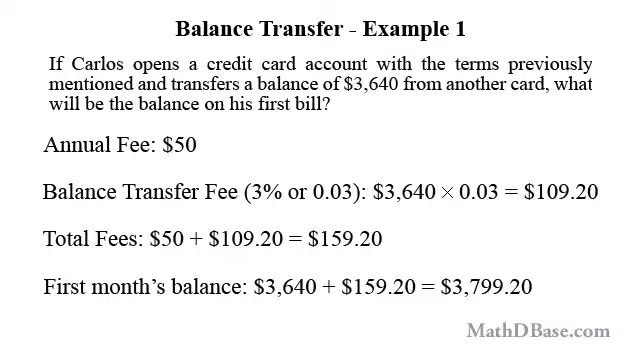 Balance Transfer - Example 1
If Carlos opens a credit card account with the terms previously
mentioned and transfers a balance of $3,640 from another card, what
will be the balance on his first bill?
Annual Fee: $50
Balance Transfer Fee (3% or 0.03): $3,640 × 0.03 = $109.20
Total Fees: $50 + $109.20 = $159.20
First month’s balance: $3,640 + $159.20 = $3,799.20
MathDBase.com